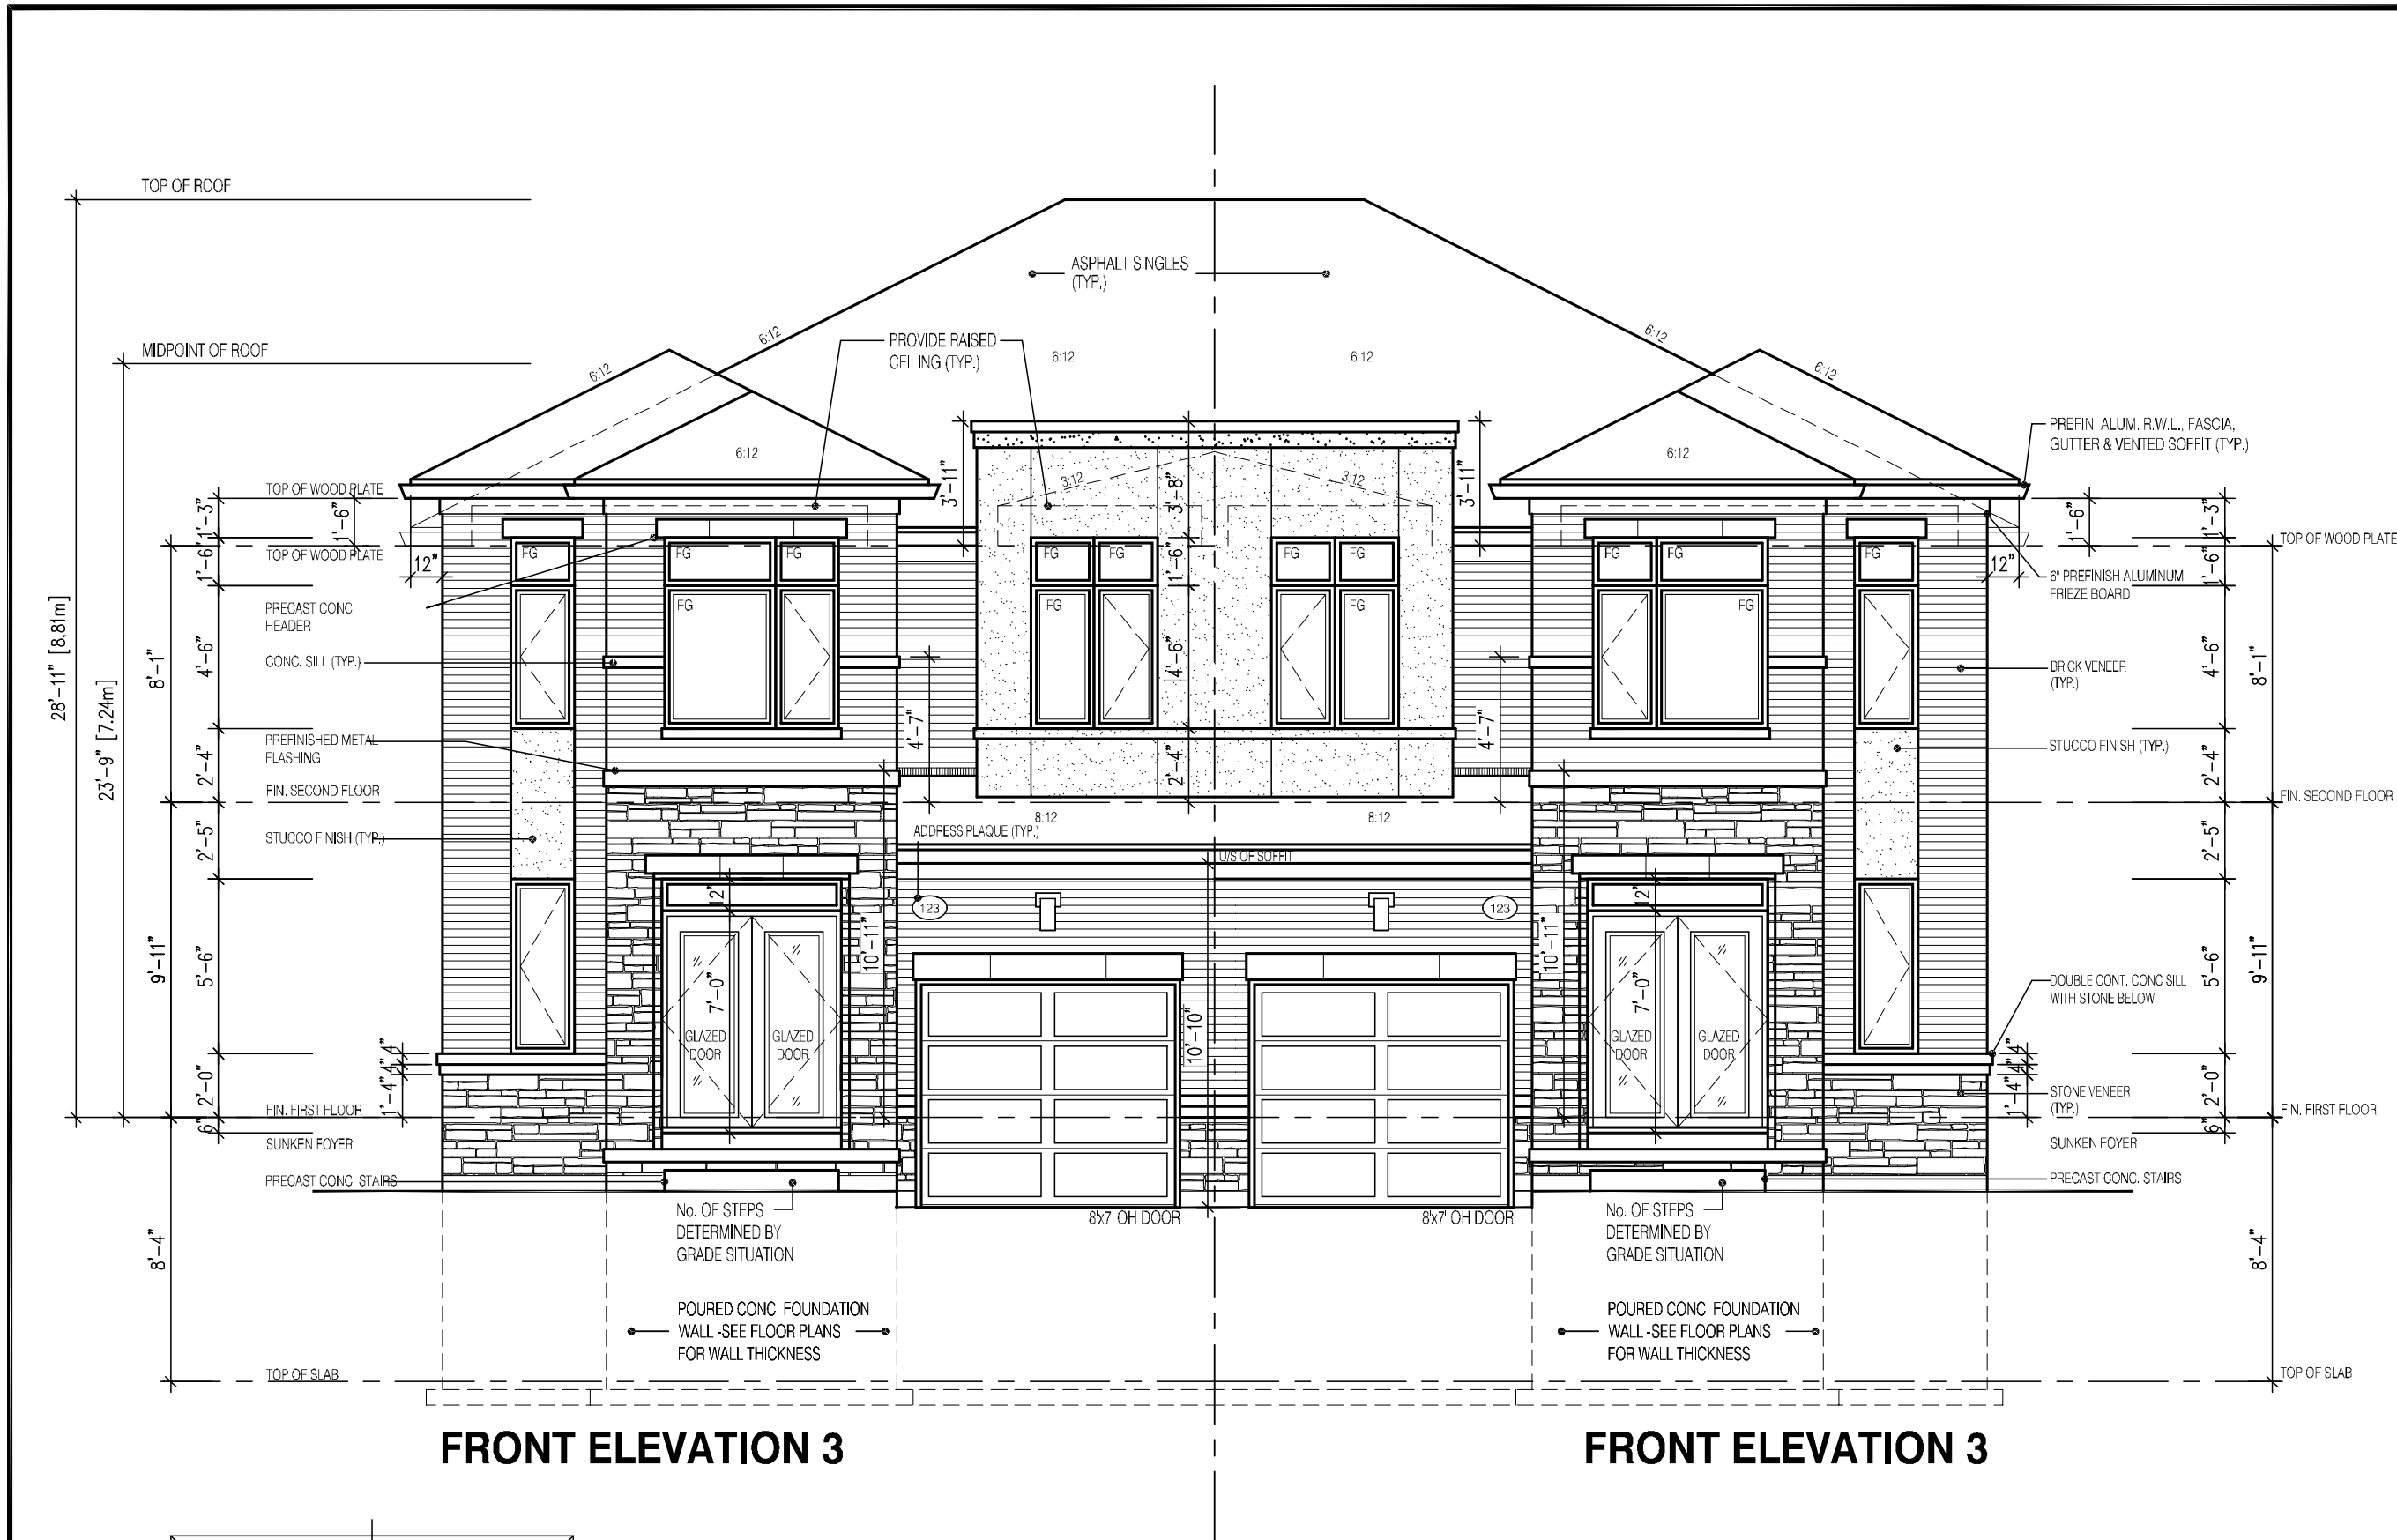 TOP OF ROOF
ASPHALT SINGLES
(TYP.)
6:12
6:12
PROVIDE RAISED
CEILING (TYP.)
MIDPOINT OF ROOF
6:12
6:12
6:12
6:12
6:12
6:12
PREFIN. ALUM. R.W.L., FASCIA,
GUTTER & VENTED SOFFIT (TYP.)
3:12
3:12
3'-11"
3'-8"
3'-11"
TOP OF WOOD PLATE
1'-3"
1'-6"
1'-6"
1'-3"
TOP OF WOOD PLATE
TOP OF WOOD PLATE
1'-6"
12"
FG
FG
FG
FG
FG
1'-6"
FG
FG
FG
FG
FG
12"
1'-6"
6" PREFINISH ALUMINUM
FRIEZE BOARD
PRECAST CONC.
HEADER
FG
FG
FG
FG
28'-11" [8.81m]
23'-9" [7.24m]
8'-1"
4'-6"
CONC. SILL (TYP.)
4'-6"
BRICK VENEER
(TYP.)
4'-6"
8'-1"
PREFINISHED METAL
FLASHING
4'-7"
4'-7"
STUCCO FINISH (TYP.)
2'-4"
2'-4"
2'-4"
FIN. SECOND FLOOR
FIN. SECOND FLOOR
8:12
8:12
ADDRESS PLAQUE (TYP.)
STUCCO FINISH (TYP.)
2'-5"
2'-5"
U/S OF SOFFIT
12"
12"
123
123
10'-11"
10'-11"
9'-11"
5'-6"
7'-0"
7'-0"
5'-6"
9'-11"
DOUBLE CONT. CONC SILL
WITH STONE BELOW
10'-10"
GLAZED
DOOR
GLAZED
DOOR
GLAZED
DOOR
GLAZED
DOOR
4"
4"
1'-4"
2'-0"
4"
4"
1'-4"
2'-0"
STONE VENEER
(TYP.)
FIN. FIRST FLOOR
FIN. FIRST FLOOR
6"
6"
SUNKEN FOYER
SUNKEN FOYER
PRECAST CONC. STAIRS
PRECAST CONC. STAIRS
No. OF STEPS
DETERMINED BY
GRADE SITUATION
8'x7' OH DOOR
8'x7' OH DOOR
No. OF STEPS
DETERMINED BY
GRADE SITUATION
8'-4"
8'-4"
POURED CONC. FOUNDATION
WALL -SEE FLOOR PLANS
FOR WALL THICKNESS
POURED CONC. FOUNDATION
WALL -SEE FLOOR PLANS
FOR WALL THICKNESS
TOP OF SLAB
TOP OF SLAB
FRONT ELEVATION 3
FRONT ELEVATION 3